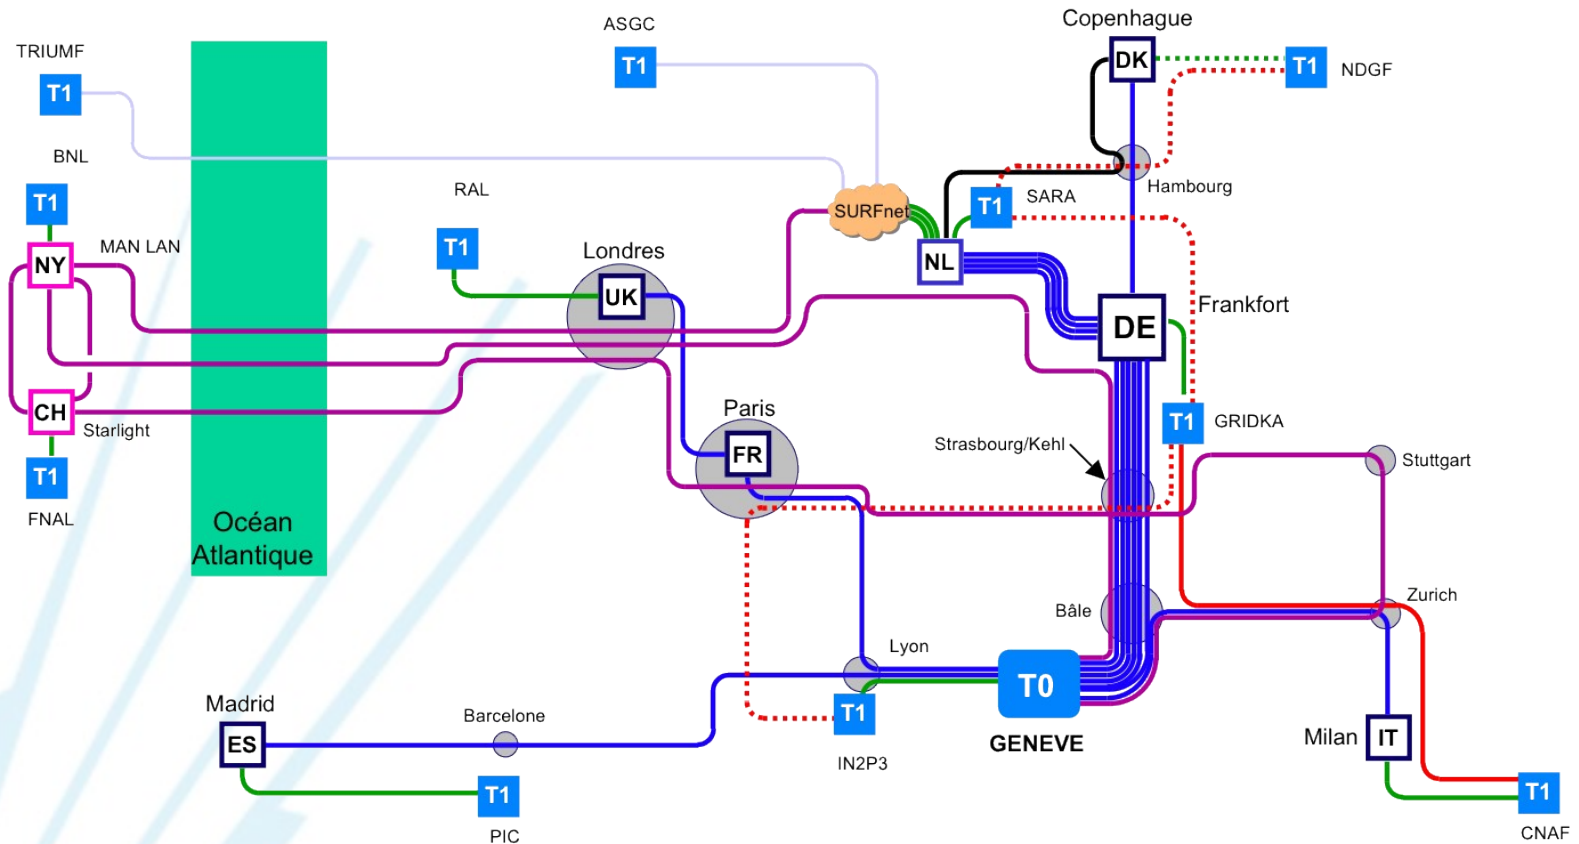 Copenhague
ASGC
TRIUMF
T1
DK
T1
NDGF
T1
BNL
Hambourg
RAL
SARA
T1
T1
SURFnet
MAN LAN
T1
Londres
NY
NL
UK
Frankfort
DE
Paris
CH
Starlight
T1
GRIDKA
Strasbourg/Kehl
FR
Stuttgart
T1
FNAL
Océan
Atlantique
Zurich
Bâle
Lyon
T0
Madrid
Barcelone
T1
GENEVE
Milan
IT
ES
IN2P3
T1
T1
PIC
CNAF